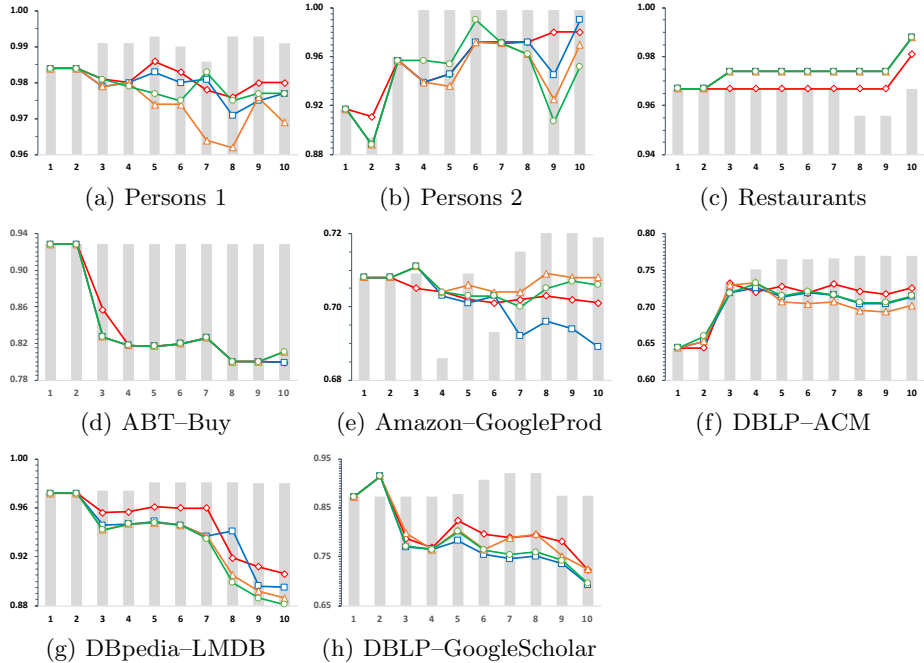 1.00
0.99
0.98
0.97
0.96
1 2 3 4 5 6 7 8 9 10
(a) Persons 1
1.00
0.96
0.92
0.88
1 2 3 4 5 6 7 8 9 10
(b) Persons 2
1.00
0.98
0.96
0.94
1 2 3 4 5 6 7 8 9 10
(c) Restaurants
0.94
0.90
0.86
0.82
0.78
1 2 3 4 5 6 7 8 9 10
(d) ABT–Buy
0.72
0.70
0.68
1 2 3 4 5 6 7 8 9 10
(e) Amazon–GoogleProd
0.80
0.75
0.70
0.65
0.60
1 2 3 4 5 6 7 8 9 10
(f) DBLP–ACM
1.00
0.96
0.92
0.88
1 2 3 4 5 6 7 8 9 10
(g) DBpedia–LMDB
0.95
0.85
0.75
0.65
1 2 3 4 5 6 7 8 9 10
(h) DBLP–GoogleScholar